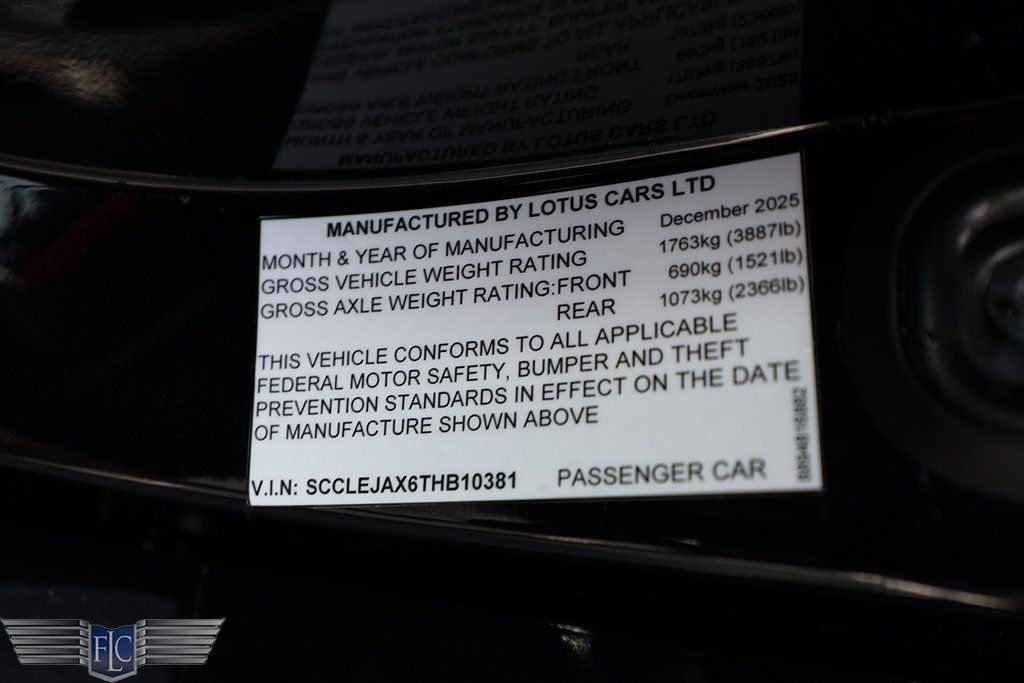 MANUFACTURED BY LOTUS CARS LTD
MONTH & YEAR OF MANUFACTURING December 2025
GROSS VEHICLE WEIGHT RATING 1763kg (3887lb)
GROSS AXLE WEIGHT RATING:FRONT 690kg (1521lb)
REAR 1073kg (2366lb)
THIS VEHICLE CONFORMS TO ALL APPLICABLE
FEDERAL MOTOR SAFETY, BUMPER AND THEFT
PREVENTION STANDARDS IN EFFECT ON THE DATE
OF MANUFACTURE SHOWN ABOVE
V.I.N: SCCLEJAX6THB10381 PASSENGER CAR
FLC